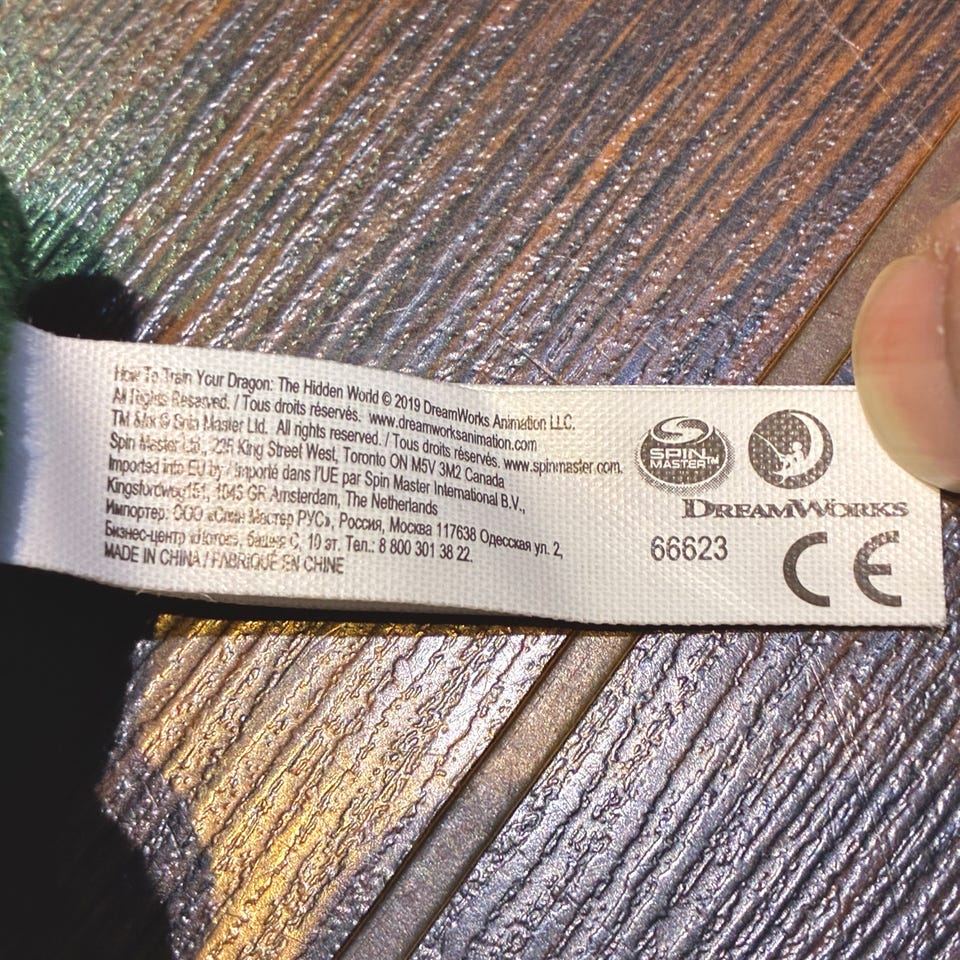 How To Train Your Dragon: The Hidden World © 2019 DreamWorks Animation LLC.
All Rights Reserved. / Tous droits réservés. www.dreamworksanimation.com
TM &  © Spin Master Ltd. All rights reserved. / Tous droits réservés. www.spinmaster.com.
Spin Master Ltd., 225 King Street West, Toronto ON M5V 3M2 Canada
Imported into EU by / Importé dans l'UE par Spin Master International B.V.,
Kingsfordweg151, 1043 GR Amsterdam, The Netherlands
Импортер: ООО «Спин Мастер РУС», Россия, Москва 117638 Одесская ул. 2,
Бизнес-центр «Лотос», башня С, 10 эт. Тел.: 8 800 301 38 22.
MADE IN CHINA / FABRIQUÉ EN CHINE
SPIN
MASTER™
DREAMWORKS
66623
CE